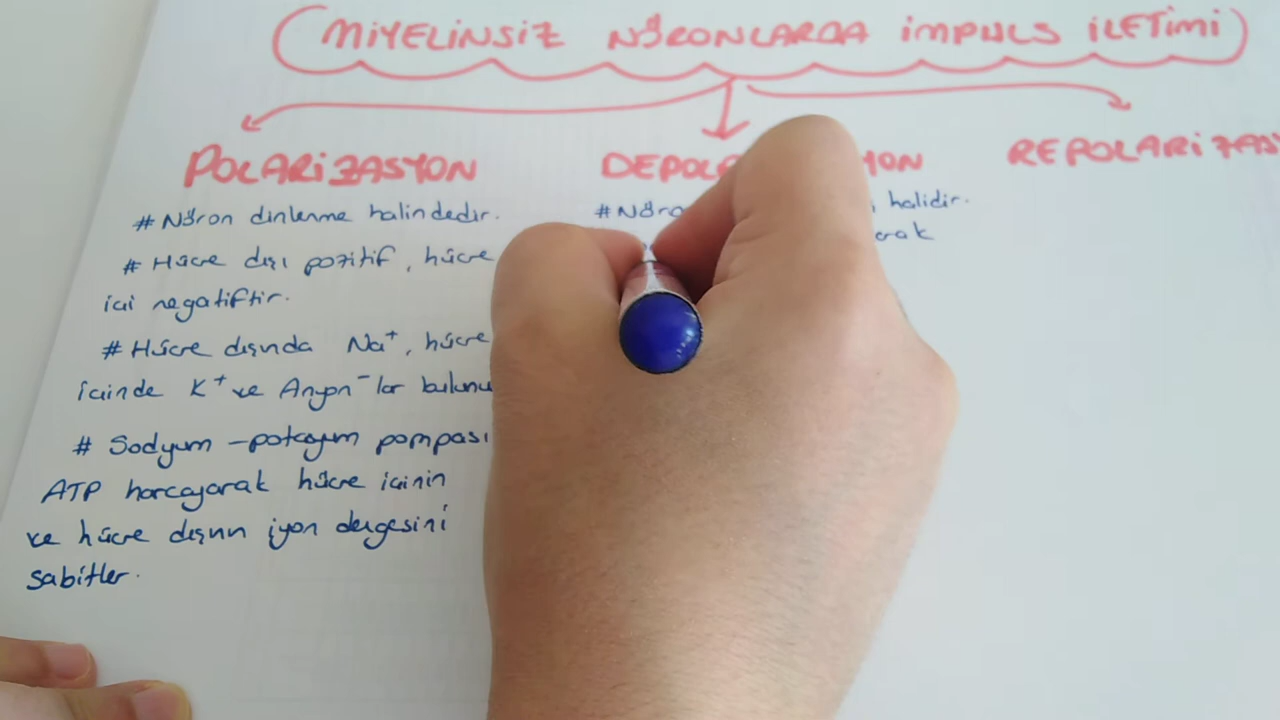 MİYELİNSİZ NÖRONLARDA İMPULS İLETİMİ
POLARİZASYON
# Nöron dinlenme halindedir.
# Hücre dışı pozitif, hücre
içi negatiftir.
# Hücre dışında Na⁺, hücre
içinde K⁺ ve Anyon⁻lar
# Sodyum-potasyum pompası
ATP harcayarak hücre içinin
ve hücre dışının iyon dengesini
sabitler.
halidir.
REPOLARİZAS